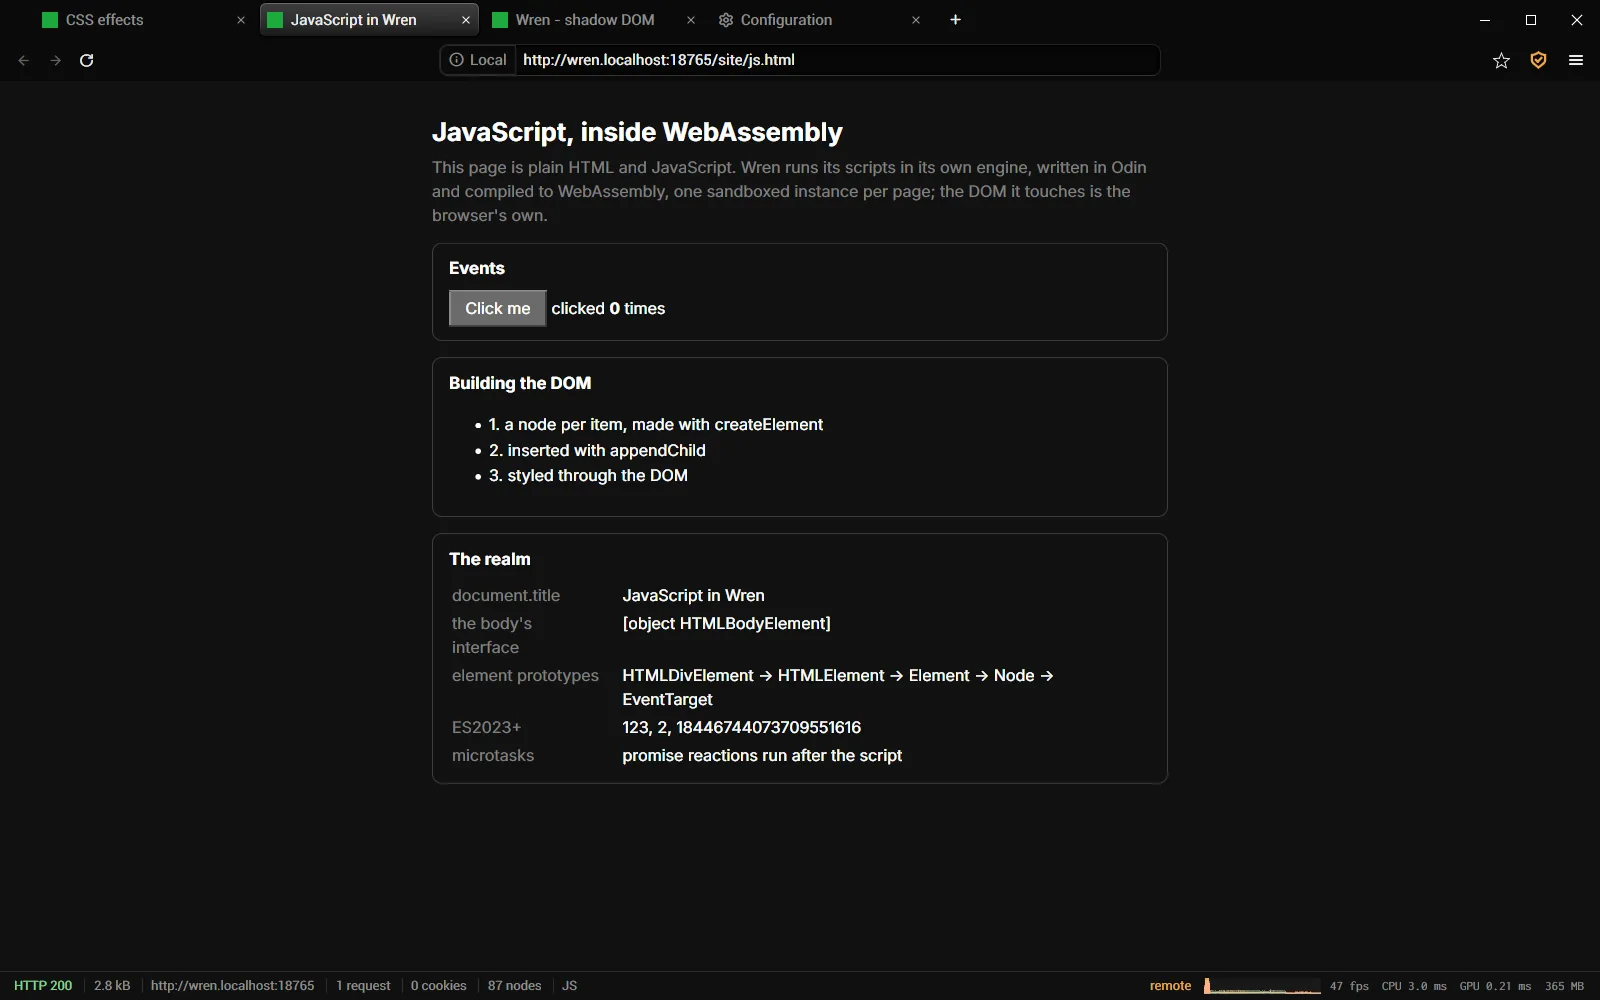 CSS effects
JavaScript in Wren
Wren - shadow DOM
Configuration
Local
http://wren.localhost:18765/site/js.html
JavaScript, inside WebAssembly
This page is plain HTML and JavaScript. Wren runs its scripts in its own engine, written in Odin
and compiled to WebAssembly, one sandboxed instance per page; the DOM it touches is the
browser's own.
Events
Click me clicked 0 times
Building the DOM
• 1. a node per item, made with createElement
• 2. inserted with appendChild
• 3. styled through the DOM
The realm
document.title JavaScript in Wren
the body's [object HTMLBodyElement]
interface
element prototypes HTMLDivElement → HTMLElement → Element → Node →
EventTarget
ES2023+ 123, 2, 18446744073709551616
microtasks promise reactions run after the script
HTTP 200 2.8 kB http://wren.localhost:18765 1 request 0 cookies 87 nodes JS remote 47 fps CPU 3.0 ms GPU 0.21 ms 365 MB